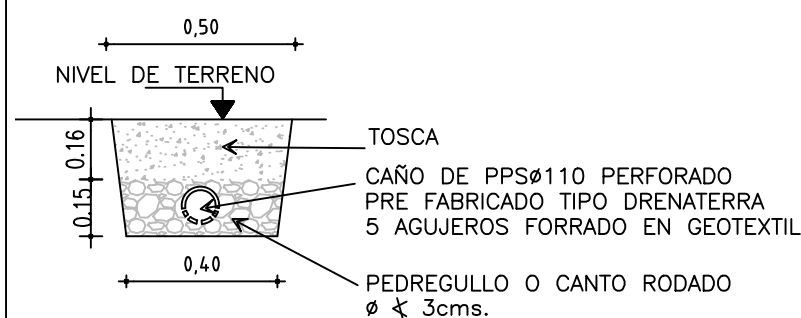 0,50
NIVEL DE TERRENO
0.16
TOSCA
CAÑO DE PPSø110 PERFORADO
PRE FABRICADO TIPO DRENATERRA
5 AGUJEROS FORRADO EN GEOTEXTIL
0.15
0,40
PEDREGULLO O CANTO RODADO
ø ≮ 3cms.